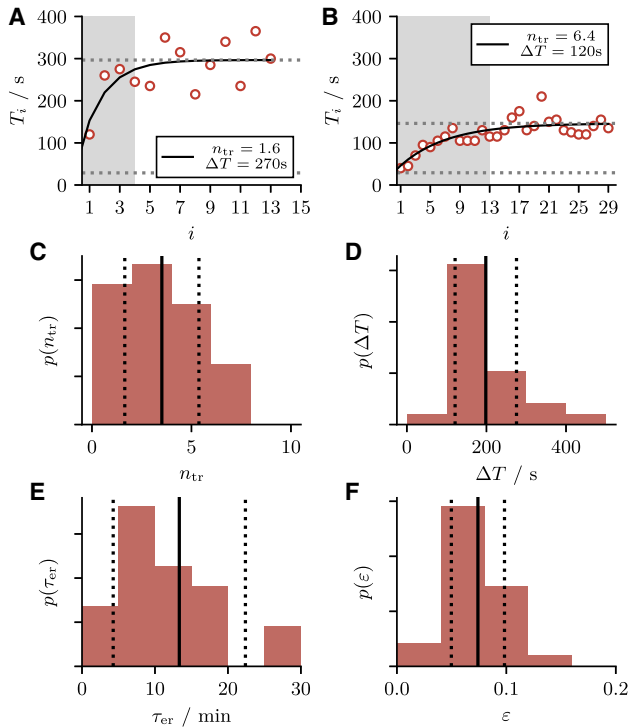 A
T_i / s
400
300
200
100
0
n_tr = 1.6
ΔT = 270s
1 3 5 7 9 11 13 15
i
B
T_i / s
400
300
200
100
0
n_tr = 6.4
ΔT = 120s
1 5 9 13 17 21 25 29
i
C
p(n_tr)
0 5 10
n_tr
D
p(ΔT)
0 200 400
ΔT / s
E
p(τ_er)
0 10 20 30
τ_er / min
F
p(ε)
0.0 0.1 0.2
ε